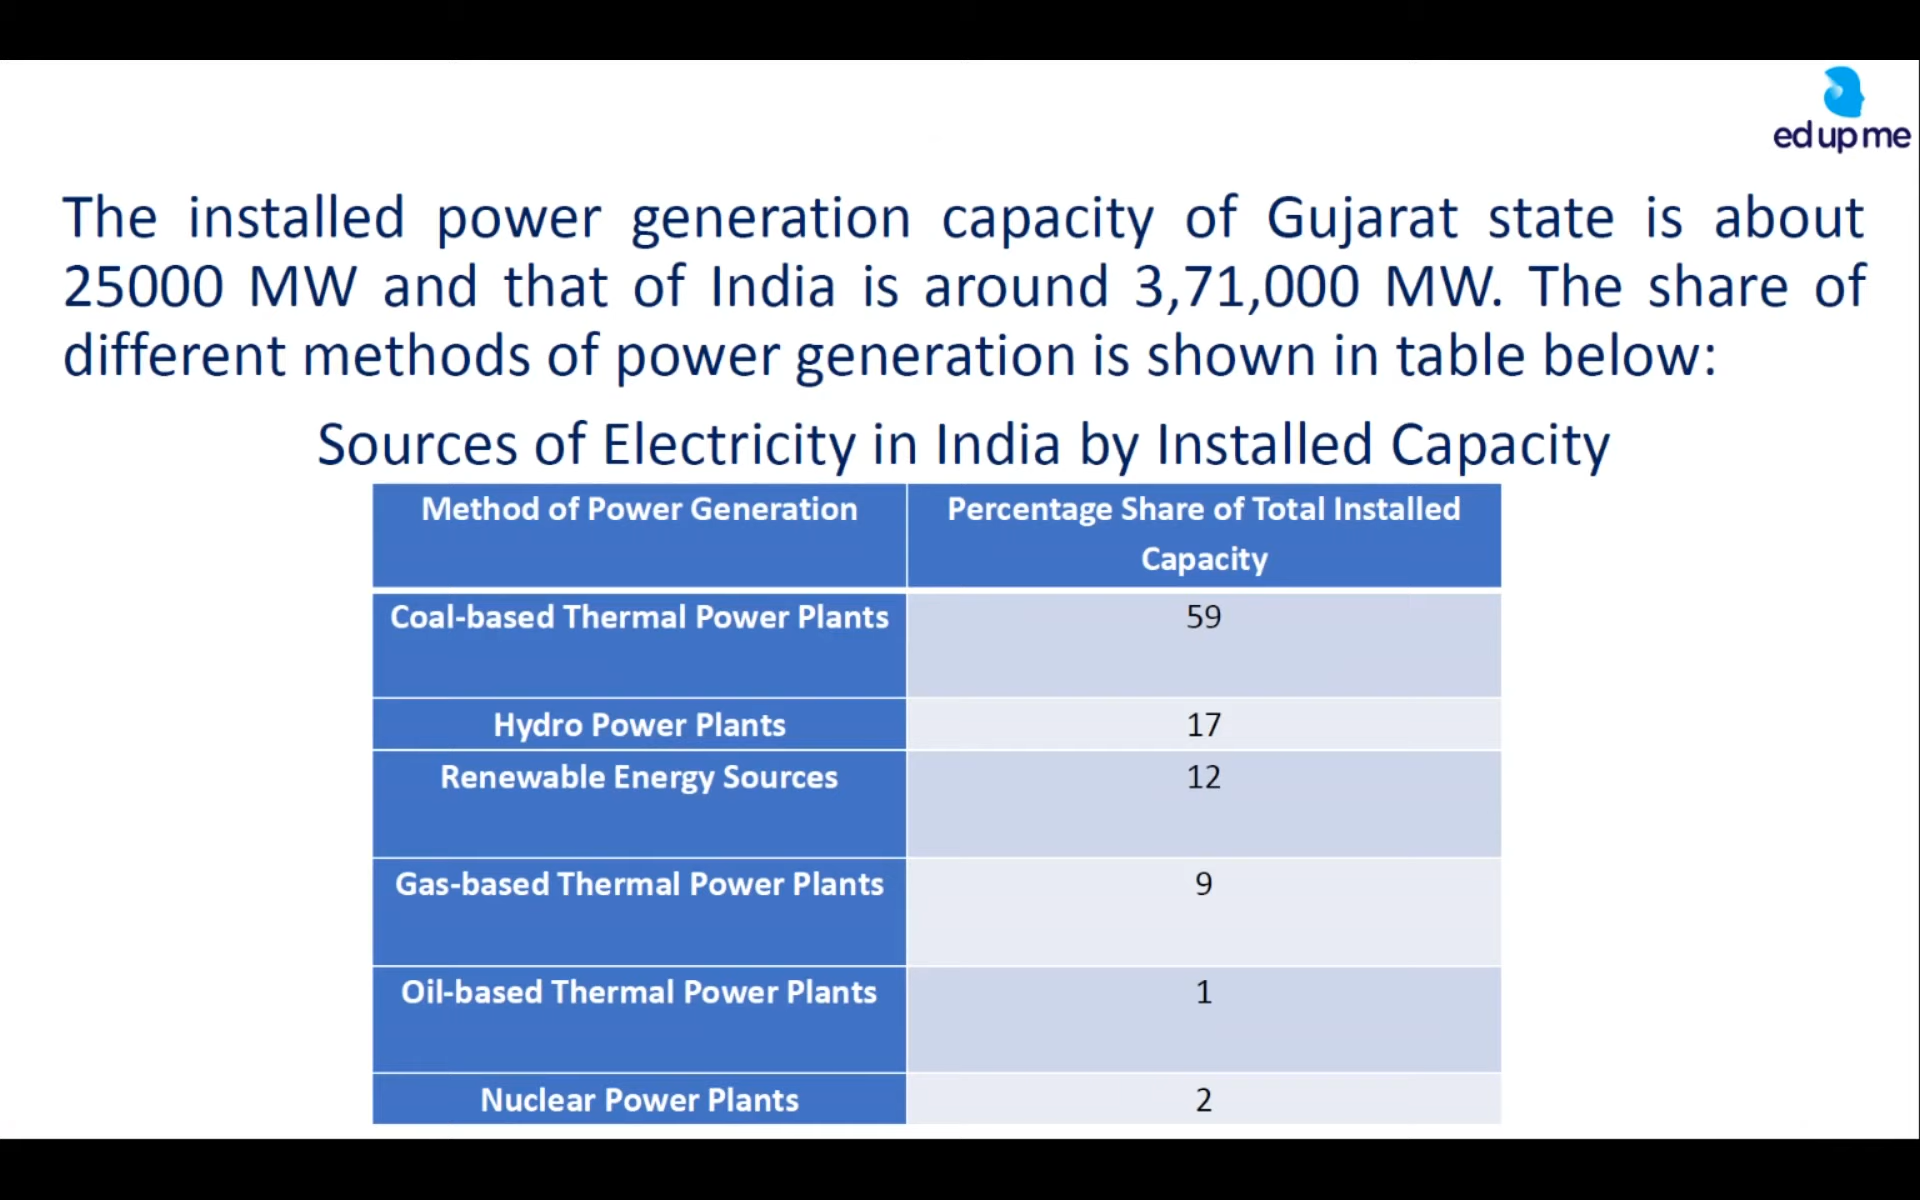 ed up me
The installed power generation capacity of Gujarat state is about
25000 MW and that of India is around 3,71,000 MW. The share of
different methods of power generation is shown in table below:
Sources of Electricity in India by Installed Capacity
Method of Power Generation
Percentage Share of Total Installed
Capacity
Coal-based Thermal Power Plants
59
Hydro Power Plants
17
Renewable Energy Sources
12
Gas-based Thermal Power Plants
9
Oil-based Thermal Power Plants
1
Nuclear Power Plants
2